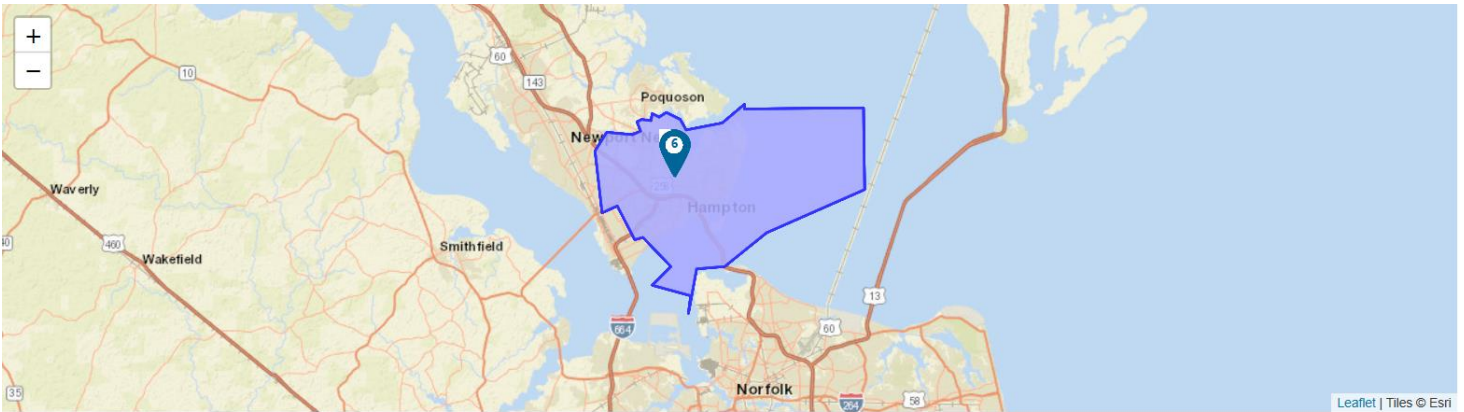 +
−
60
143
10
Poquoson
Newport Ne
6
Waverly
Hampton
460
Smithfield
Wakefield
13
664
60
35
Norfolk
264
58
Leaflet | Tiles © Esri